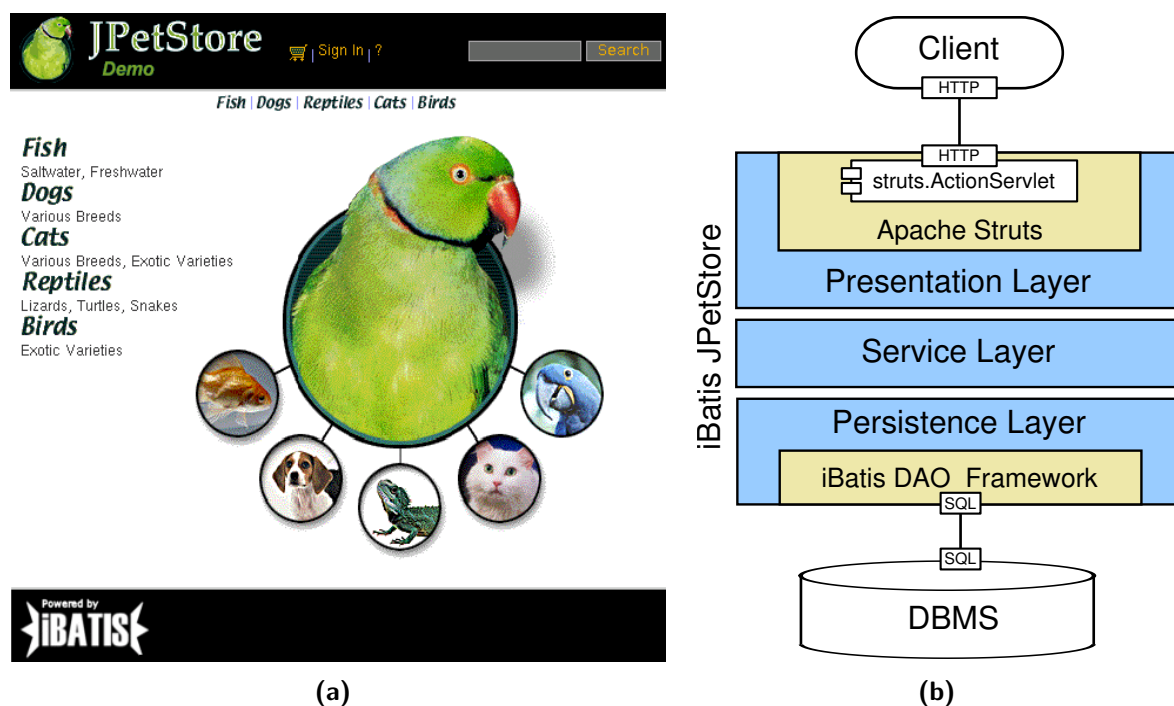 JPetStore
Demo
Sign In
?
Search
Fish | Dogs | Reptiles | Cats | Birds
Fish
Saltwater, Freshwater
Dogs
Various Breeds
Cats
Various Breeds, Exotic Varieties
Reptiles
Lizards, Turtles, Snakes
Birds
Exotic Varieties
Powered by
iBATIS
(a)
Client
HTTP
HTTP
struts.ActionServlet
Apache Struts
Presentation Layer
Service Layer
Persistence Layer
iBatis DAO Framework
SQL
SQL
DBMS
iBatis JPetStore
(b)